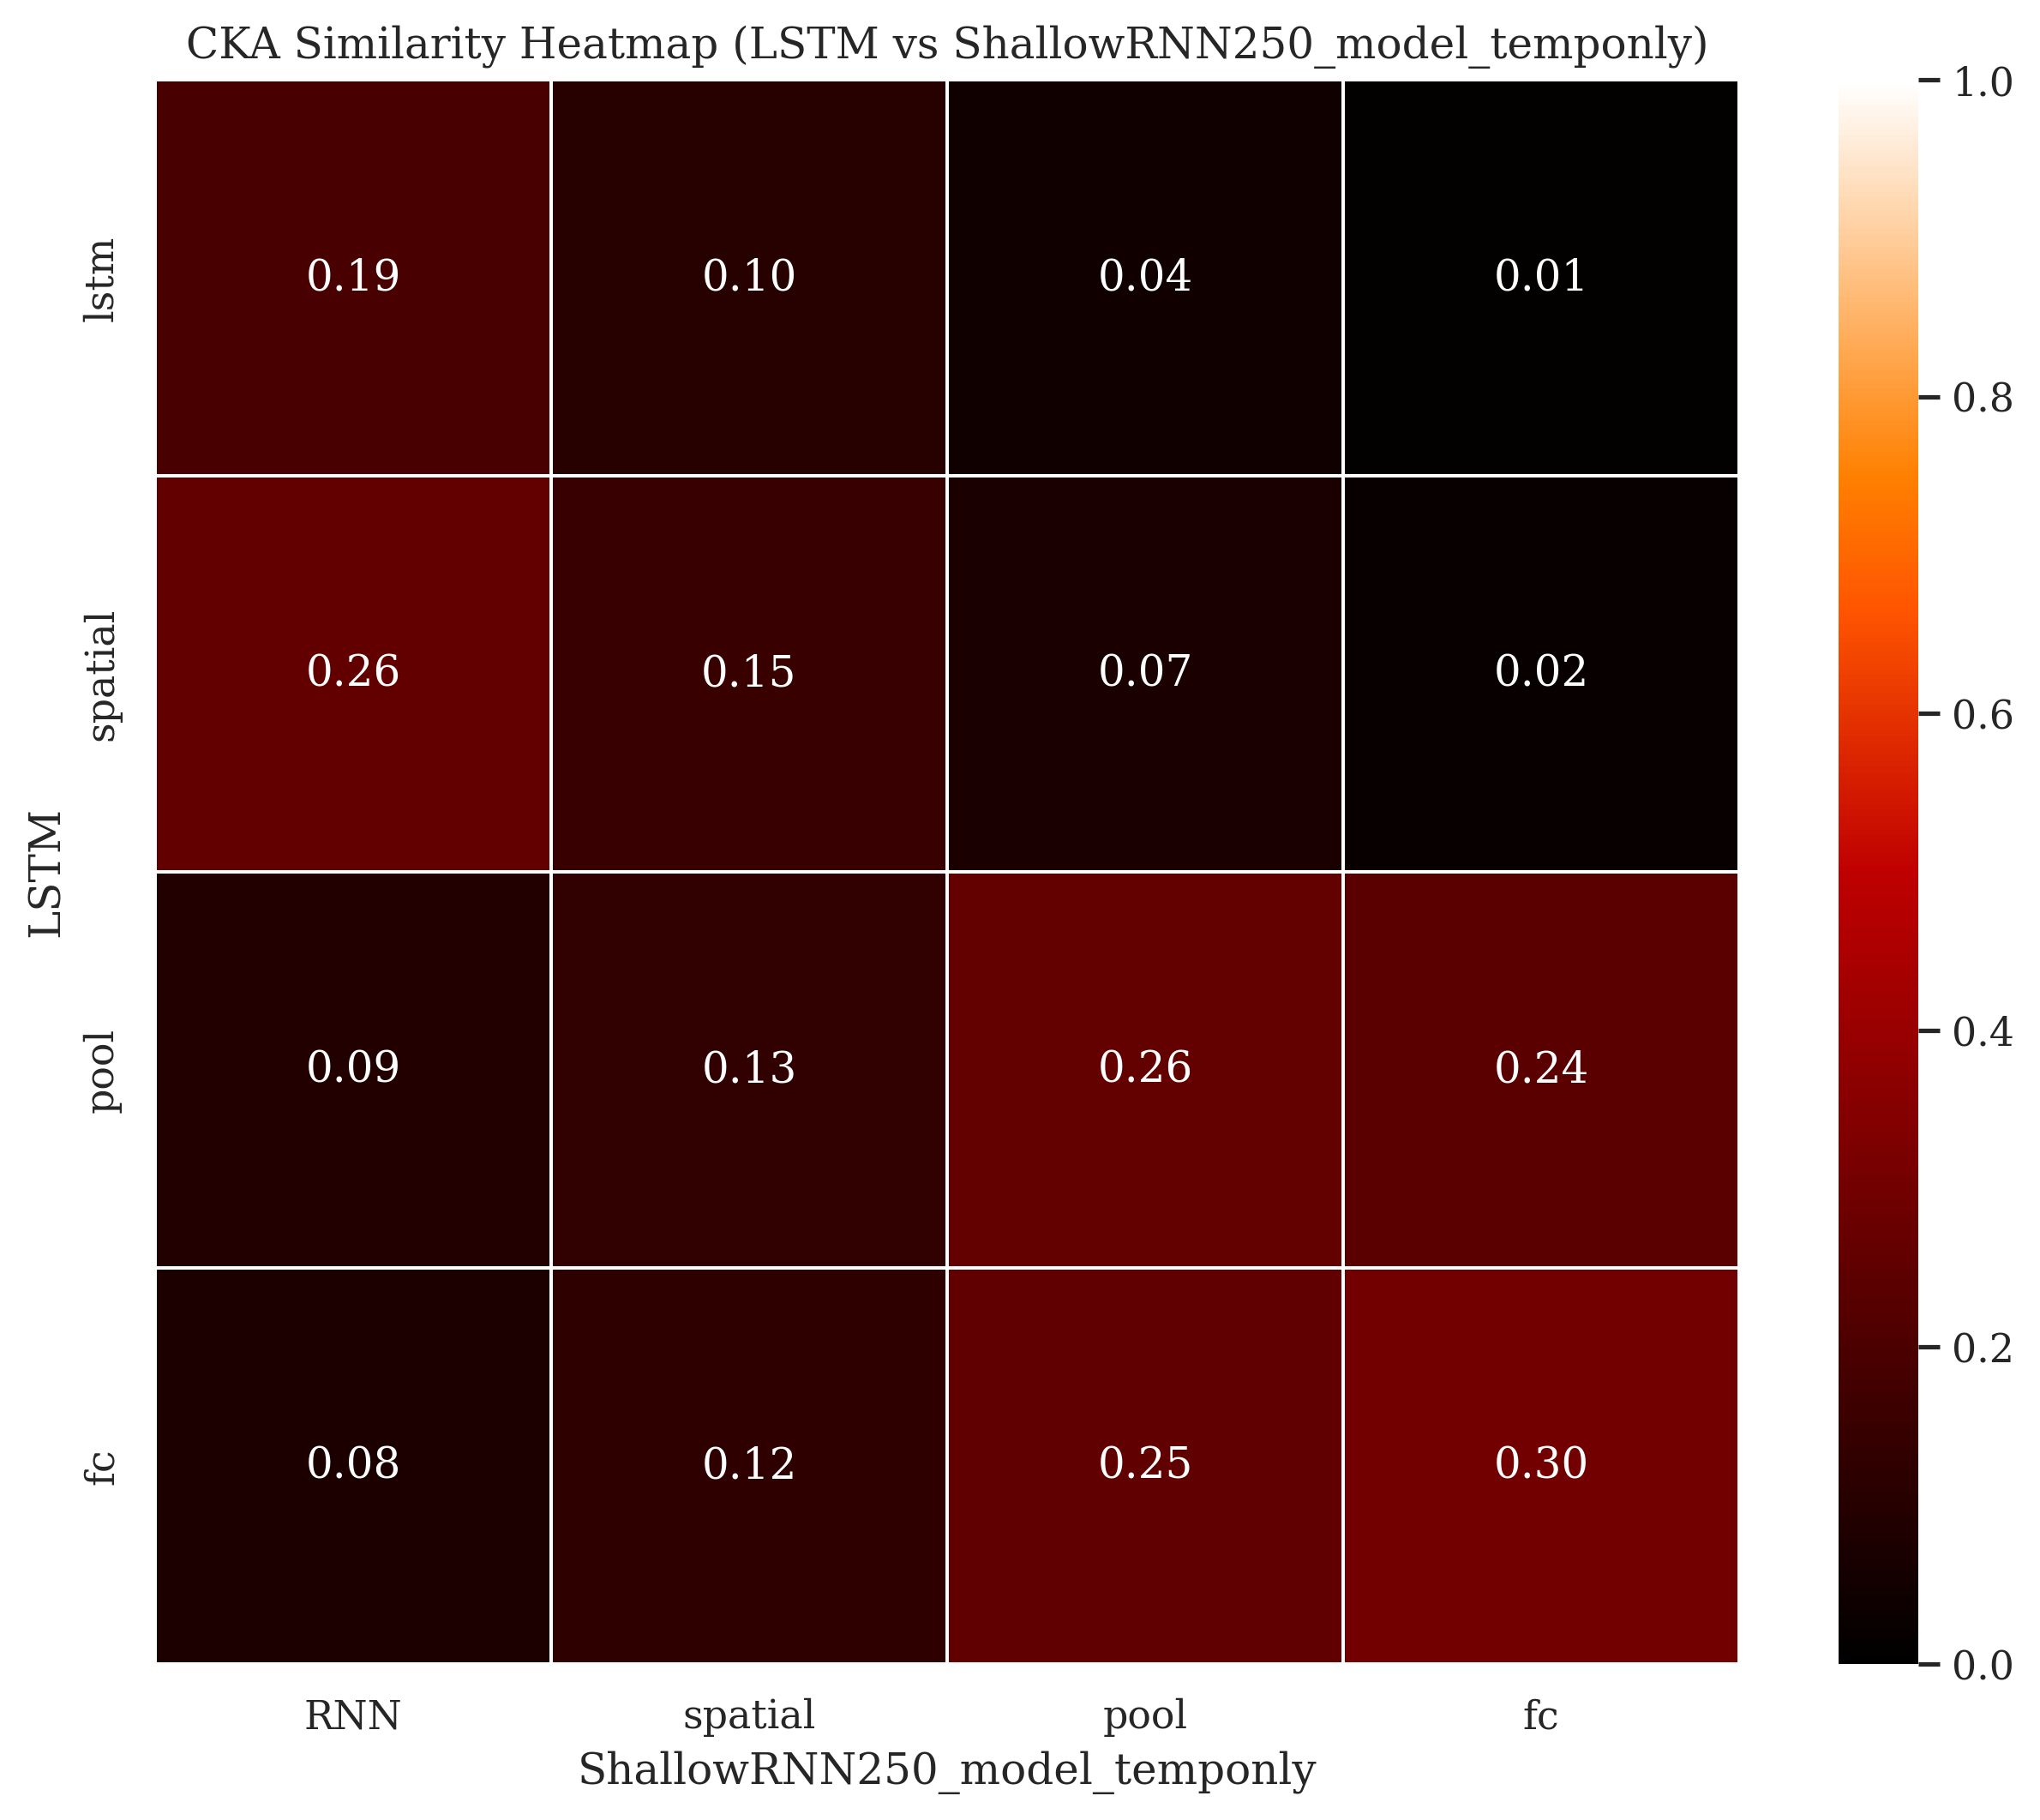 CKA Similarity Heatmap (LSTM vs ShallowRNN250_model_temponly)
LSTM
lstm
0.19 0.10 0.04 0.01
spatial
0.26 0.15 0.07 0.02
pool
0.09 0.13 0.26 0.24
fc
0.08 0.12 0.25 0.30
RNN spatial pool fc
ShallowRNN250_model_temponly
1.0
0.8
0.6
0.4
0.2
0.0